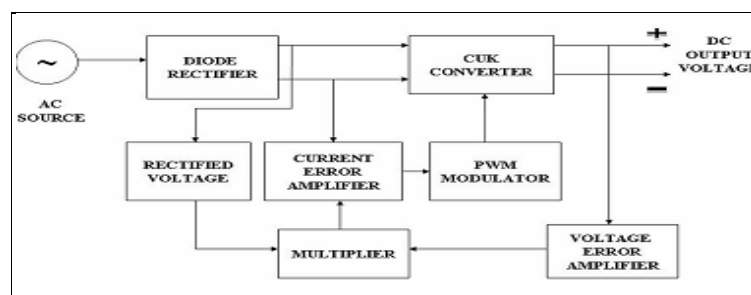 ~
AC
SOURCE
DIODE
RECTIFIER
CUK
CONVERTER
+
−
DC
OUTPUT
VOLTAGE
RECTIFIED
VOLTAGE
CURRENT
ERROR
AMPLIFIER
PWM
MODULATOR
MULTIPLIER
VOLTAGE
ERROR
AMPLIFIER